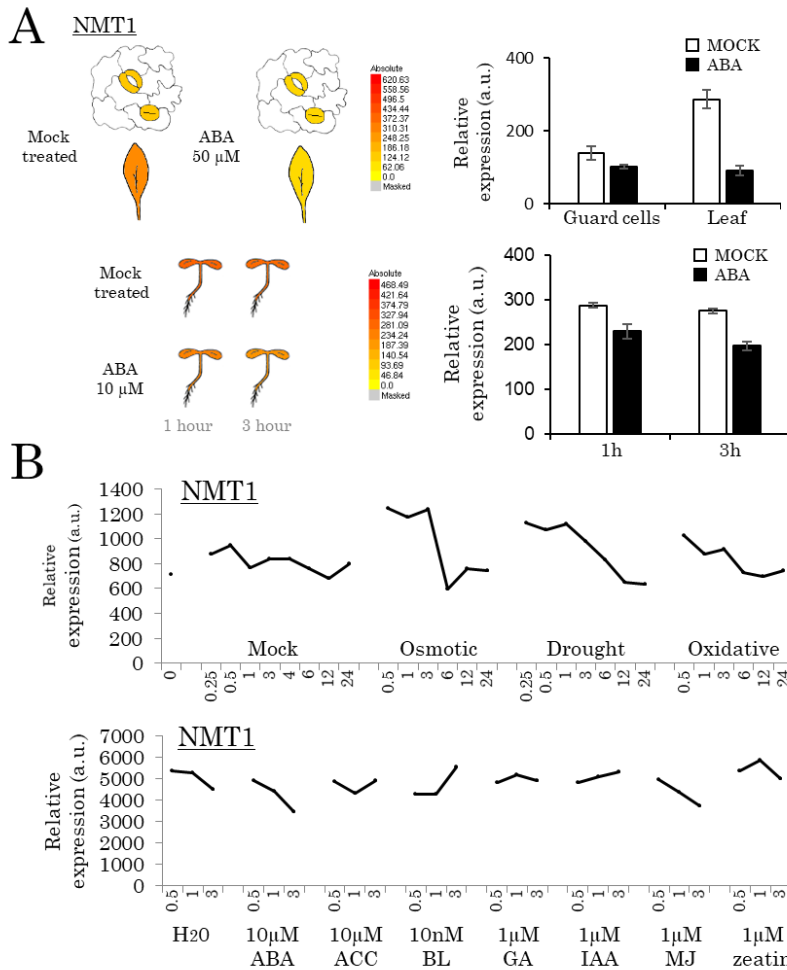 A
NMT1
Mock
treated
ABA
50 µM
Absolute
620.63
558.56
496.5
434.44
372.37
310.31
248.25
186.18
124.12
62.06
0.0
Masked
Relative
expression (a.u.)
400
200
0
MOCK
ABA
Guard cells
Leaf
Mock
treated
ABA
10 µM
1 hour
3 hour
Absolute
468.49
421.64
374.79
327.94
281.09
234.24
187.39
140.54
93.69
46.84
0.0
Masked
Relative
expression (a.u.)
400
300
200
100
0
MOCK
ABA
1h
3h
B
NMT1
Relative
expression (a.u.)
1400
1200
1000
800
600
400
200
0
Mock
Osmotic
Drought
Oxidative
0 0.25 0.5 1 3 4 6 12 24 0.5 1 3 6 12 24 0.25 0.5 1 3 6 12 24 0.5 1 3 6 12 24
NMT1
Relative
expression (a.u.)
7000
6000
5000
4000
3000
2000
1000
0
0.5 1 3 0.5 1 3 0.5 1 3 0.5 1 3 0.5 1 3 0.5 1 3 0.5 1 3 0.5 1 3
H20
10µM
ABA
10µM
ACC
10nM
BL
1µM
GA
1µM
IAA
1µM
MJ
1µM
zeatin